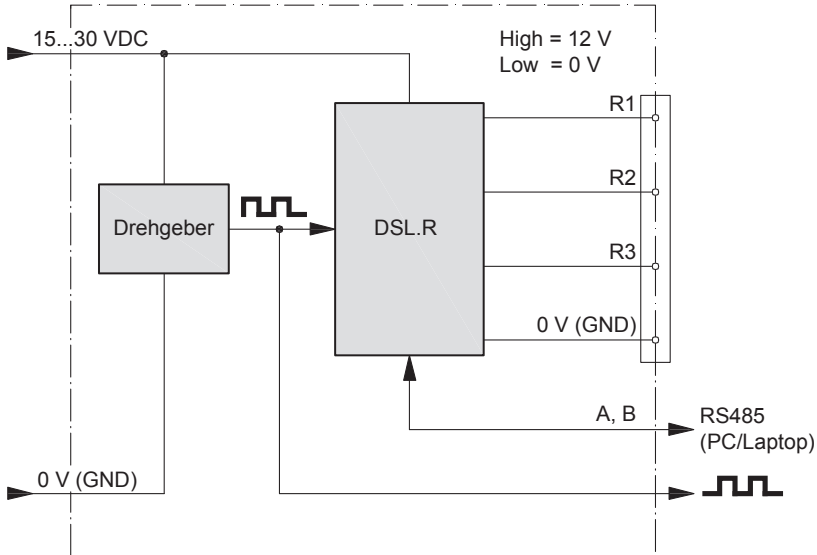 15...30 VDC
High = 12 V
Low = 0 V
R1
R2
Drehgeber
DSL.R
R3
0 V (GND)
A, B
RS485
(PC/Laptop)
0 V (GND)